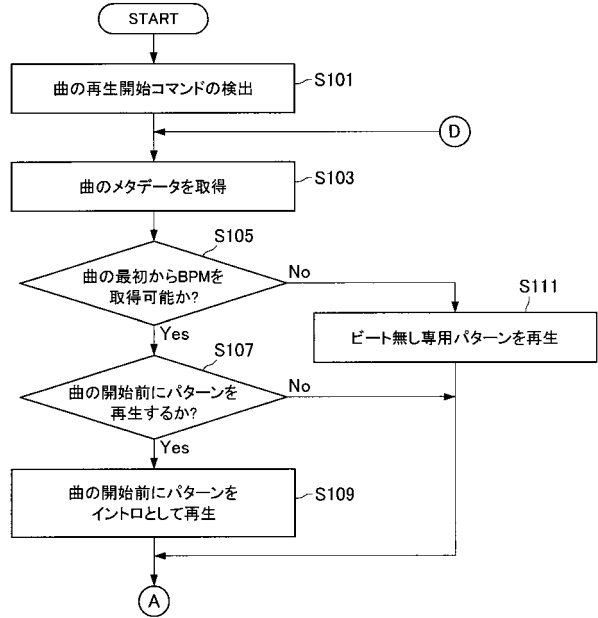 START
曲の再生開始コマンドの検出
S101
D
曲のメタデータを取得
S103
S105
曲の最初からBPMを
取得可能か?
No
Yes
S111
ビート無し専用パターンを再生
S107
曲の開始前にパターンを
再生するか?
No
Yes
曲の開始前にパターンを
イントロとして再生
S109
A